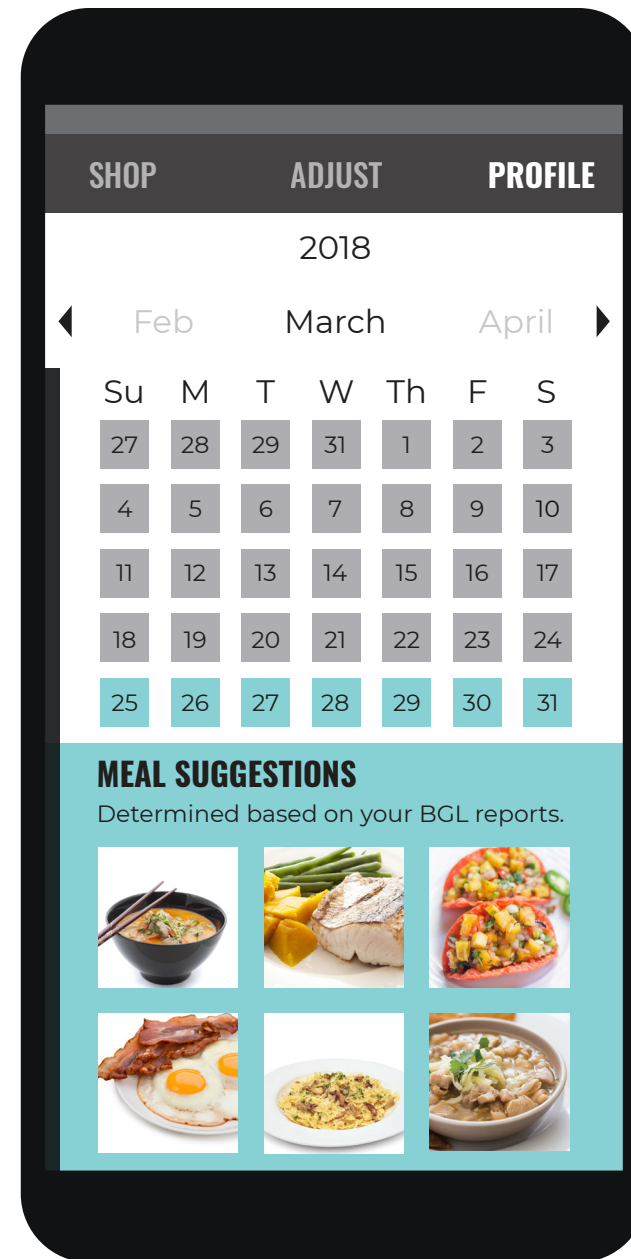 SHOP ADJUST PROFILE
2018
Feb March April
Su M T W Th F S
27 28 29 31 1 2 3
4 5 6 7 8 9 10
11 12 13 14 15 16 17
18 19 20 21 22 23 24
25 26 27 28 29 30 31
MEAL SUGGESTIONS
Determined based on your BGL reports.